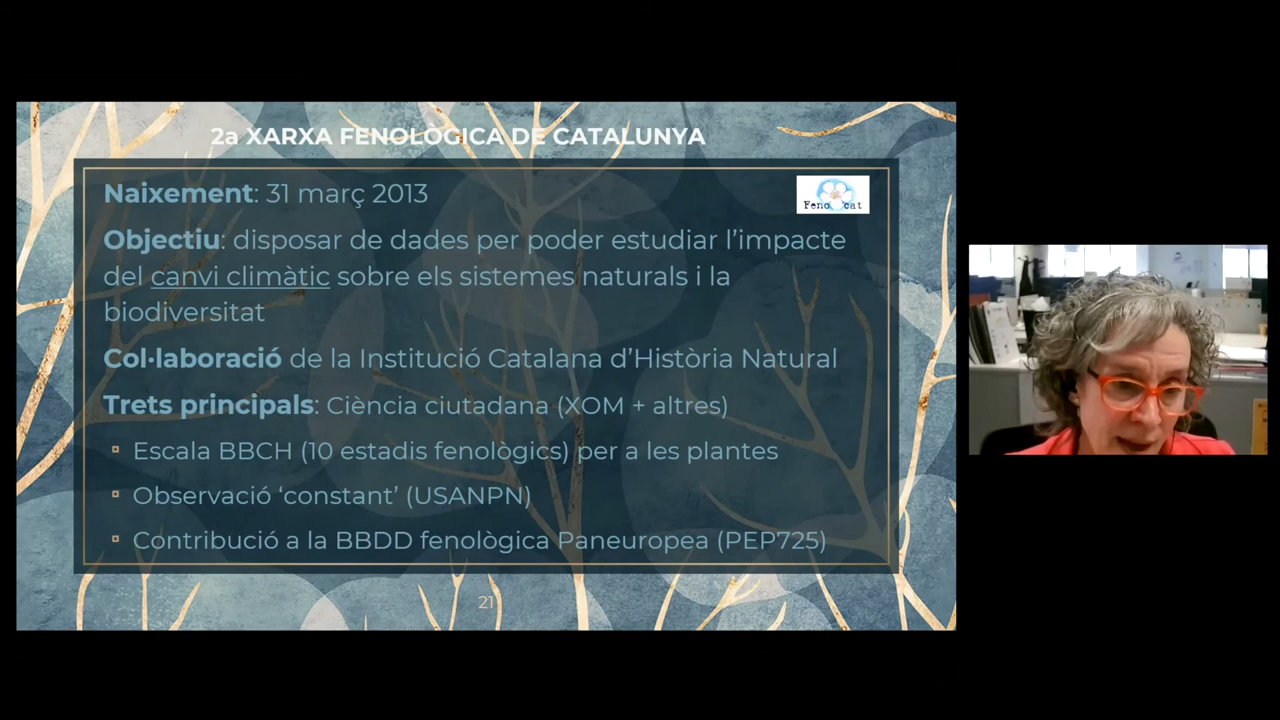 2a XARXA FENOLÒGICA DE CATALUNYA
Naixement: 31 març 2013
Feno cat
Objectiu: disposar de dades per poder estudiar l’impacte
del canvi climàtic sobre els sistemes naturals i la
biodiversitat
Col·laboració de la Institució Catalana d’Història Natural
Trets principals: Ciència ciutadana (XOM + altres)
▫ Escala BBCH (10 estadis fenològics) per a les plantes
▫ Observació ‘constant’ (USANPN)
▫ Contribució a la BBDD fenològica Paneuropea (PEP725)
21